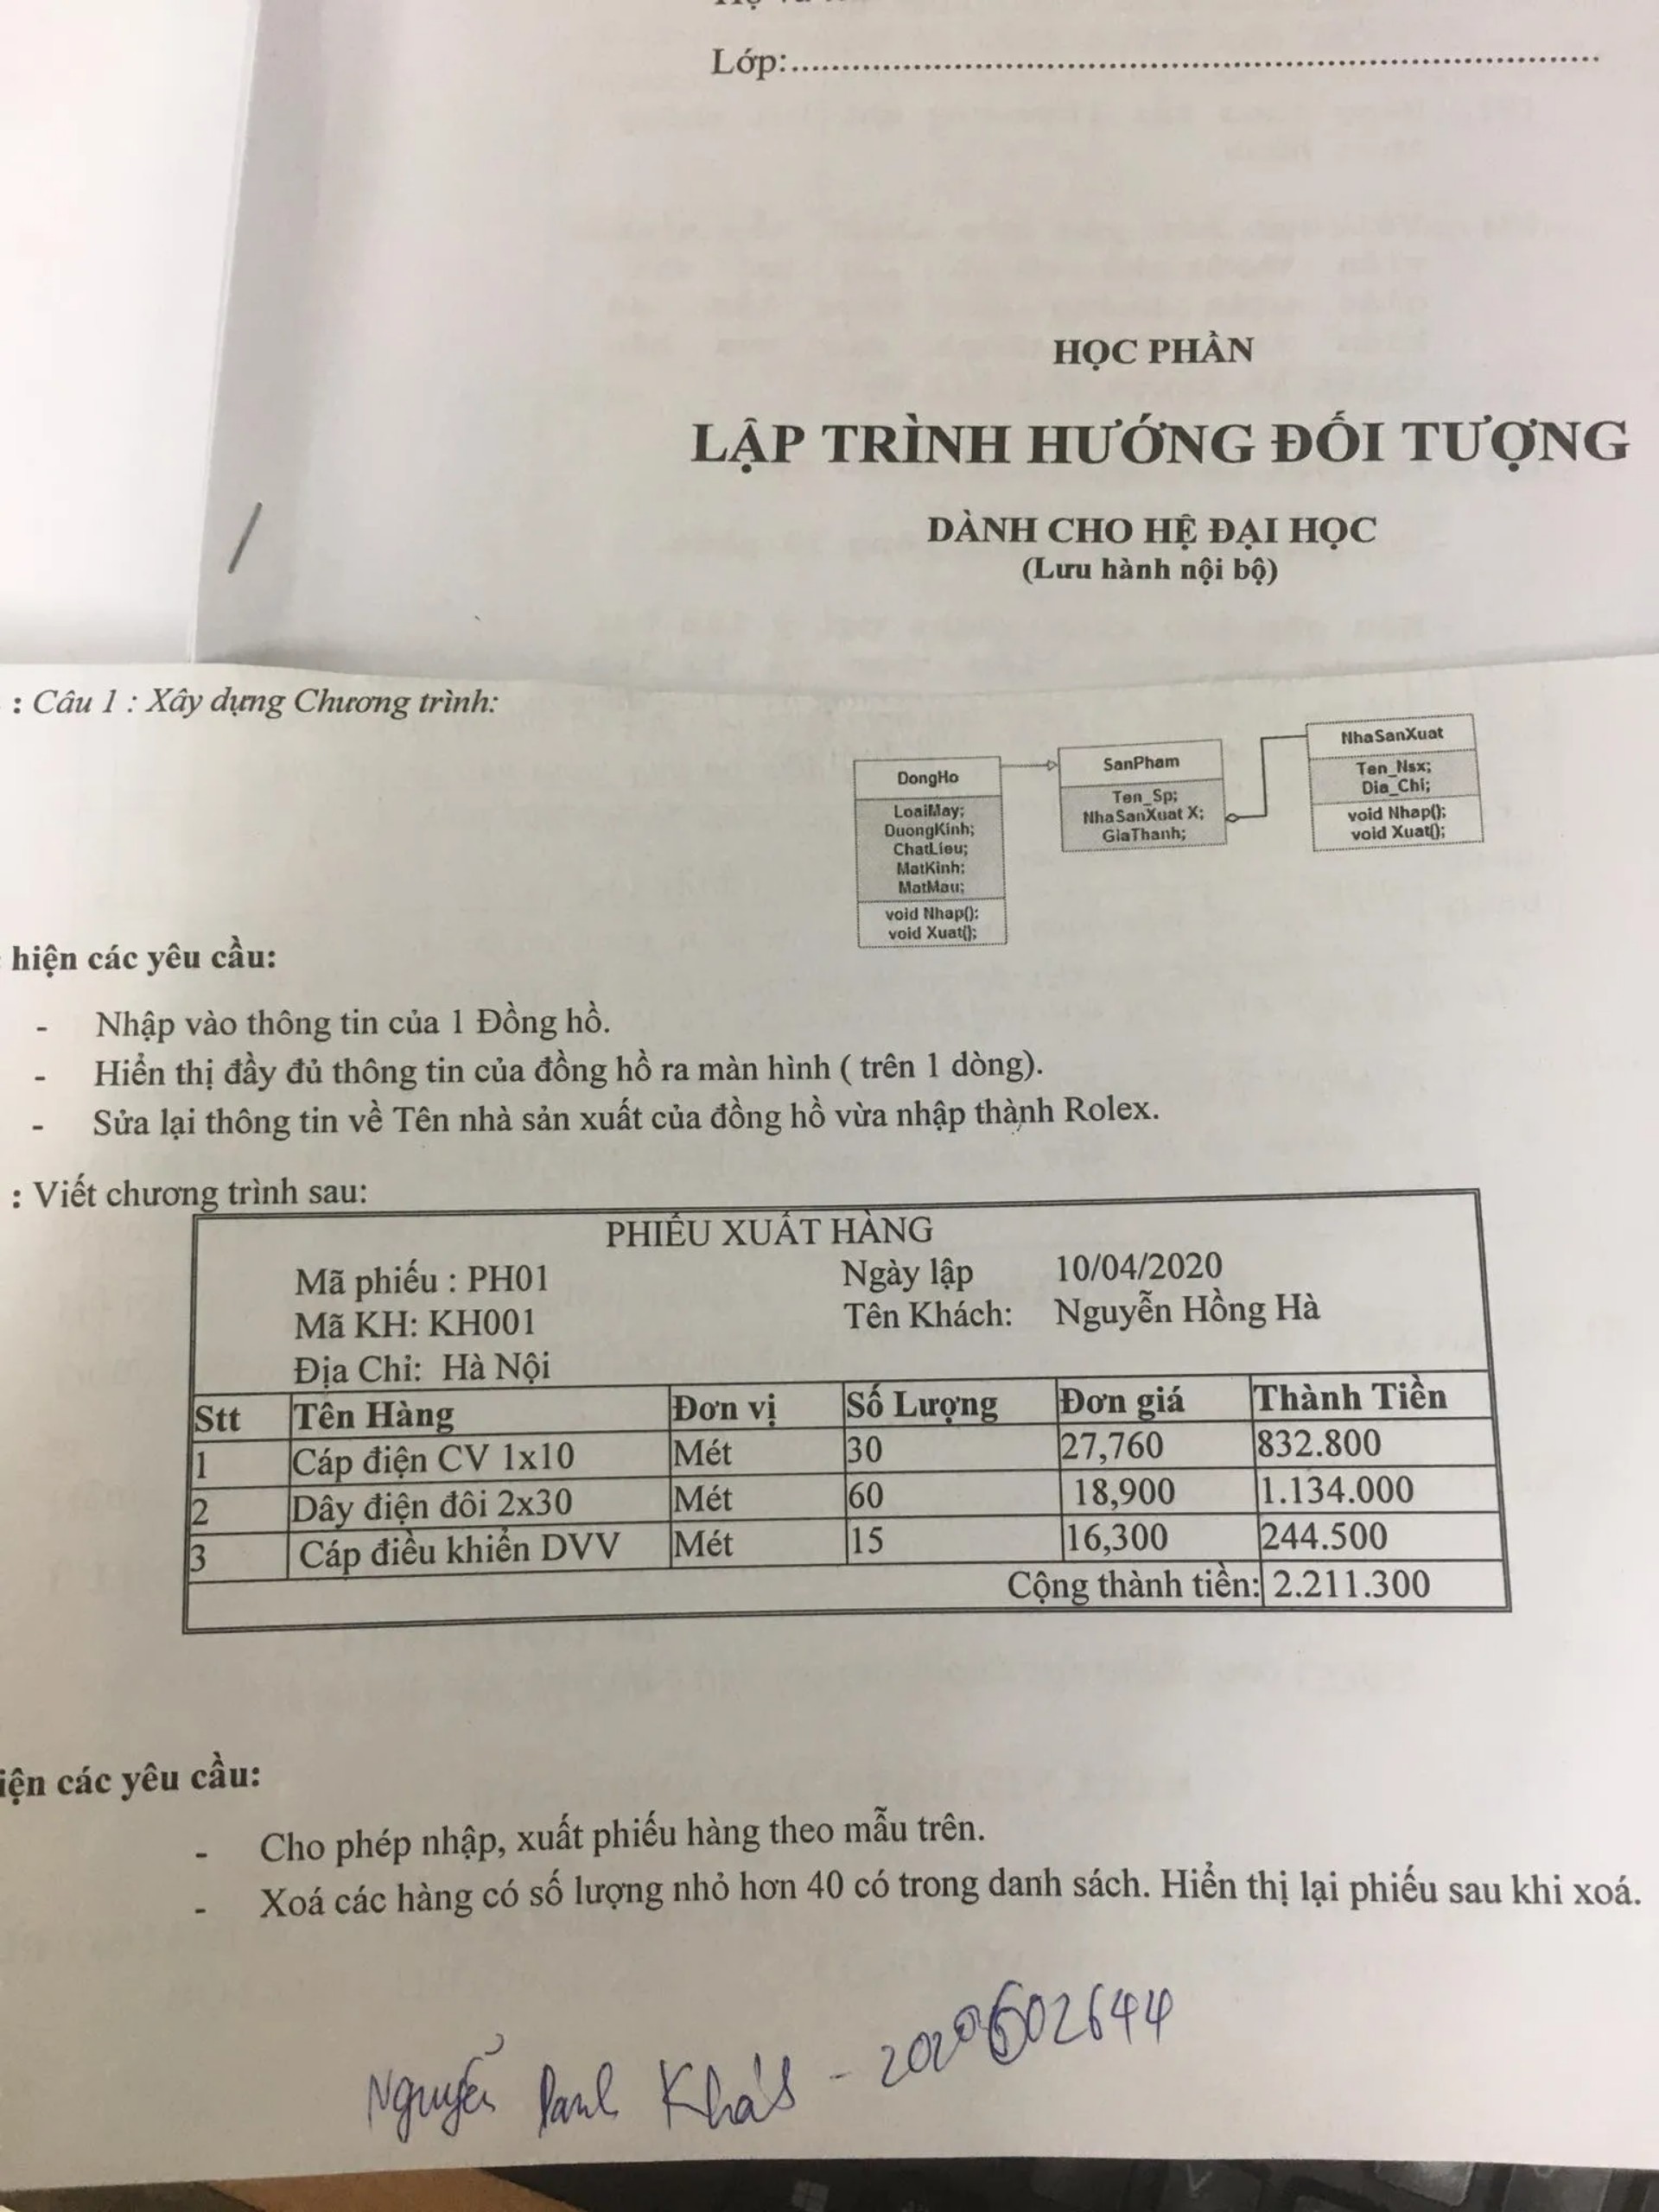 Lớp:
HỌC PHẦN
LẬP TRÌNH HƯỚNG ĐỐI TƯỢNG
DÀNH CHO HỆ ĐẠI HỌC
(Lưu hành nội bộ)
: Câu 1 : Xây dựng Chương trình:
DongHo
LoaiMay;
DuongKinh;
ChatLieu;
MatKinh;
MatMau;
void Nhap();
void Xuat();
SanPham
Ten_Sp;
NhaSanXuat X;
GiaThanh;
NhaSanXuat
Ten_Nsx;
Dia_Chi;
void Nhap();
void Xuat();
hiện các yêu cầu:
- Nhập vào thông tin của 1 Đồng hồ.
- Hiển thị đầy đủ thông tin của đồng hồ ra màn hình ( trên 1 dòng).
- Sửa lại thông tin về Tên nhà sản xuất của đồng hồ vừa nhập thành Rolex.
: Viết chương trình sau:
PHIẾU XUẤT HÀNG
Mã phiếu : PH01 Ngày lập 10/04/2020
Mã KH: KH001 Tên Khách: Nguyễn Hồng Hà
Địa Chỉ: Hà Nội
Stt Tên Hàng Đơn vị Số Lượng Đơn giá Thành Tiền
1 Cáp điện CV 1x10 Mét 30 27,760 832.800
2 Dây điện đôi 2x30 Mét 60 18,900 1.134.000
3 Cáp điều khiển DVV Mét 15 16,300 244.500
Cộng thành tiền: 2.211.300
iện các yêu cầu:
- Cho phép nhập, xuất phiếu hàng theo mẫu trên.
- Xoá các hàng có số lượng nhỏ hơn 40 có trong danh sách. Hiển thị lại phiếu sau khi xoá.
Nguyễn